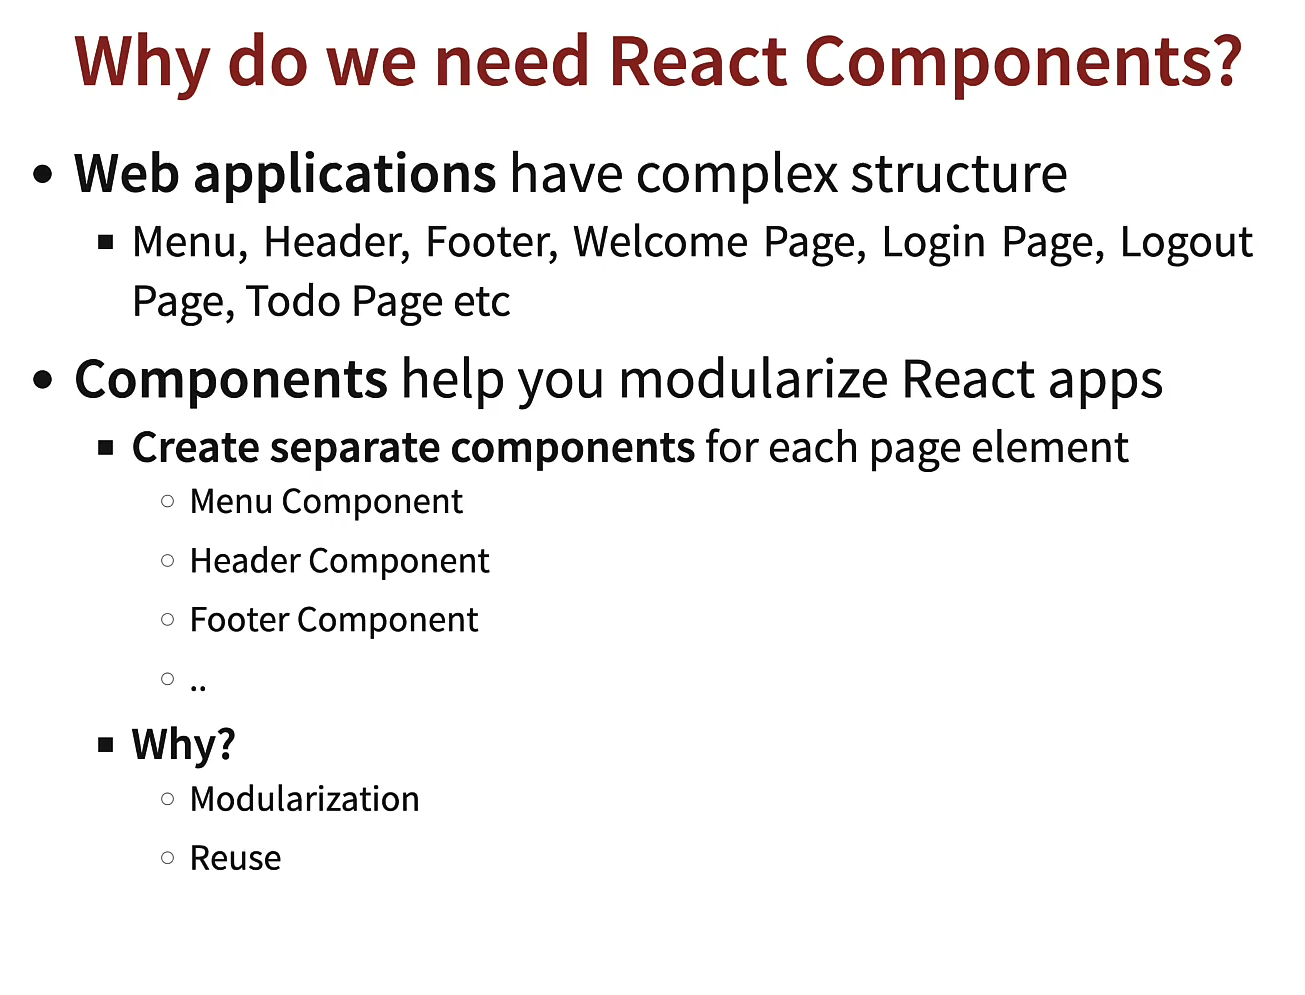 Why do we need React Components?
• Web applications have complex structure
▪ Menu, Header, Footer, Welcome Page, Login Page, Logout
Page, Todo Page etc
• Components help you modularize React apps
▪ Create separate components for each page element
○ Menu Component
○ Header Component
○ Footer Component
○ ..
▪ Why?
○ Modularization
○ Reuse